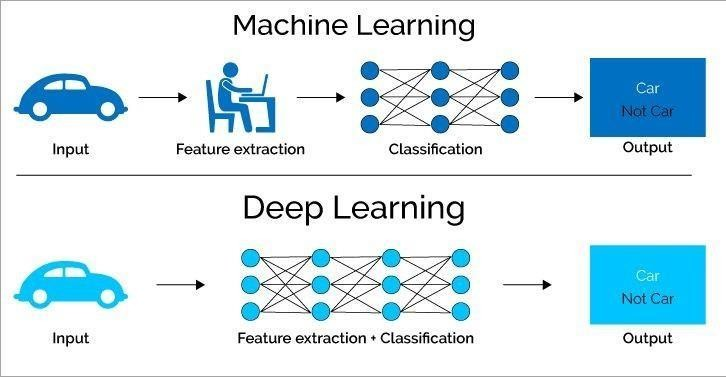 Machine Learning
Car
Not Car
Input
Feature extraction
Classification
Output
Deep Learning
Car
Not Car
Input
Feature extraction + Classification
Output